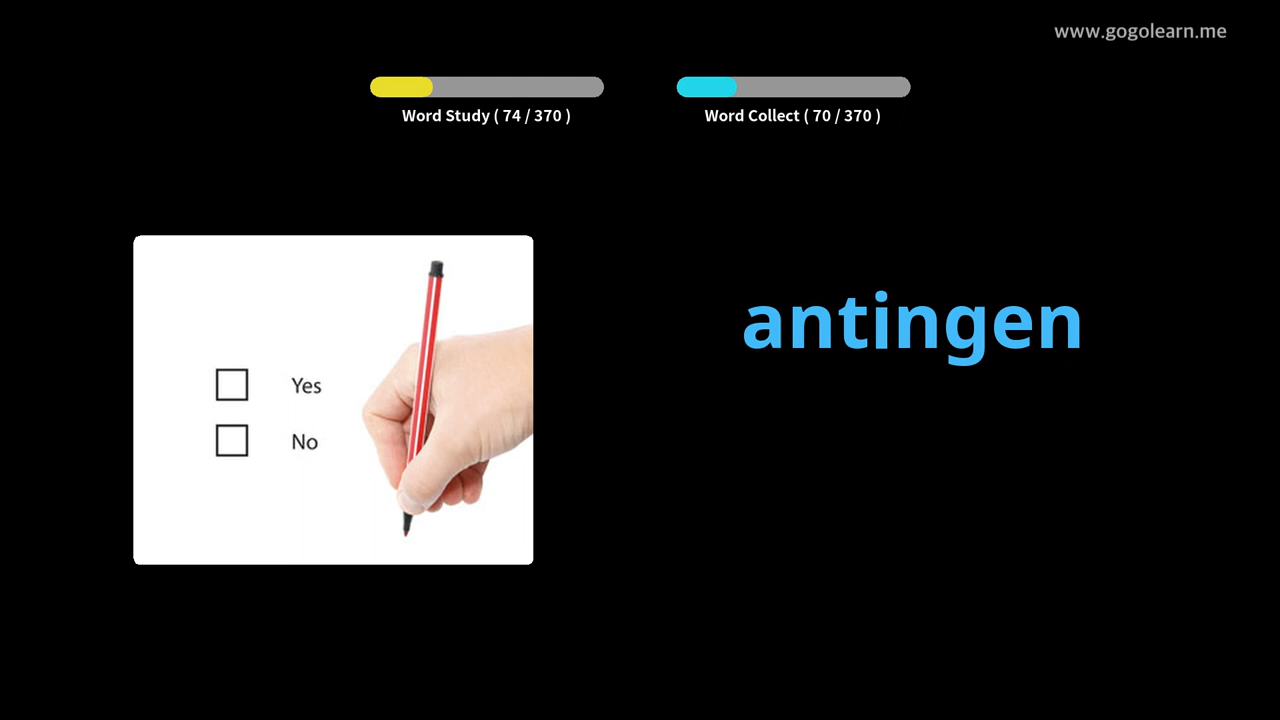 www.gogolearn.me
Word Study ( 74 / 370 )
Word Collect ( 70 / 370 )
antingen
Yes
No